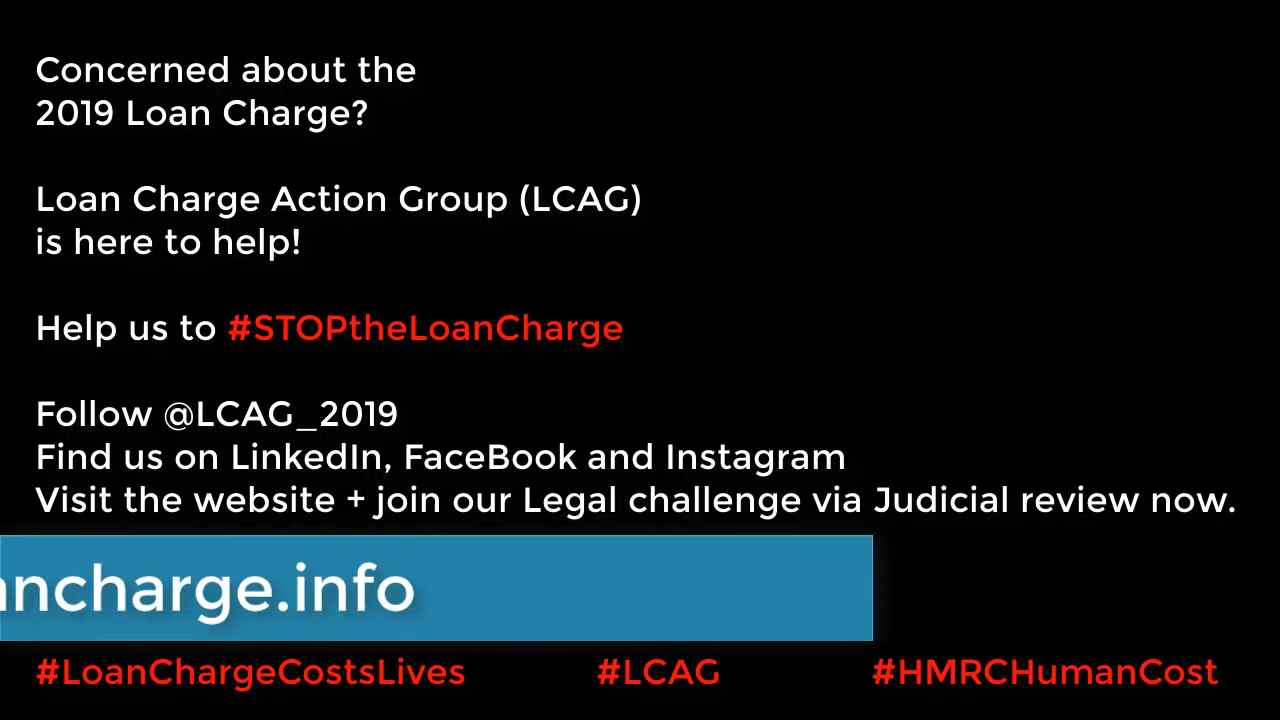 Concerned about the
2019 Loan Charge?
Loan Charge Action Group (LCAG)
is here to help!
Help us to #STOPtheLoanCharge
Follow @LCAG_2019
Find us on LinkedIn, FaceBook and Instagram
Visit the website + join our Legal challenge via Judicial review now.
ancharge.info
#LoanChargeCostsLives #LCAG #HMRCHumanCost